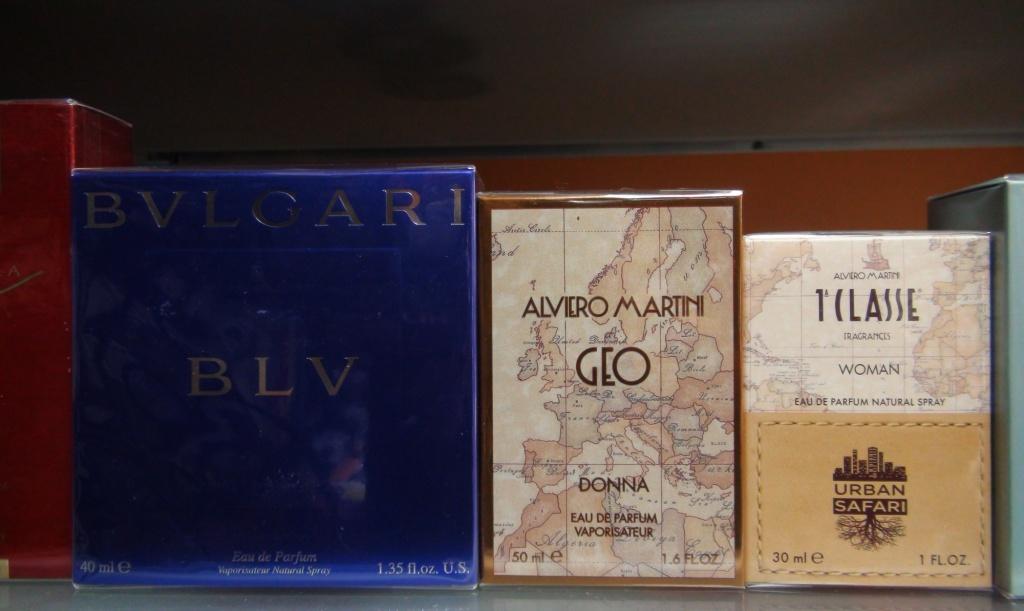 A
BVLGARI
BLV
Eau de Parfum
40 ml e Vaporisateur Natural Spray 1.35 fl.oz. U.S.
ALVIERO MARTINI
GEO
DONNA
EAU DE PARFUM
VAPORISATEUR
50 ml e 1.6 FL.OZ.
Algeria
ALVIERO MARTINI
1ᴬ CLASSE®
FRAGRANCES
WOMAN
EAU DE PARFUM NATURAL SPRAY
URBAN
SAFARI
30 ml e 1 FL.OZ.